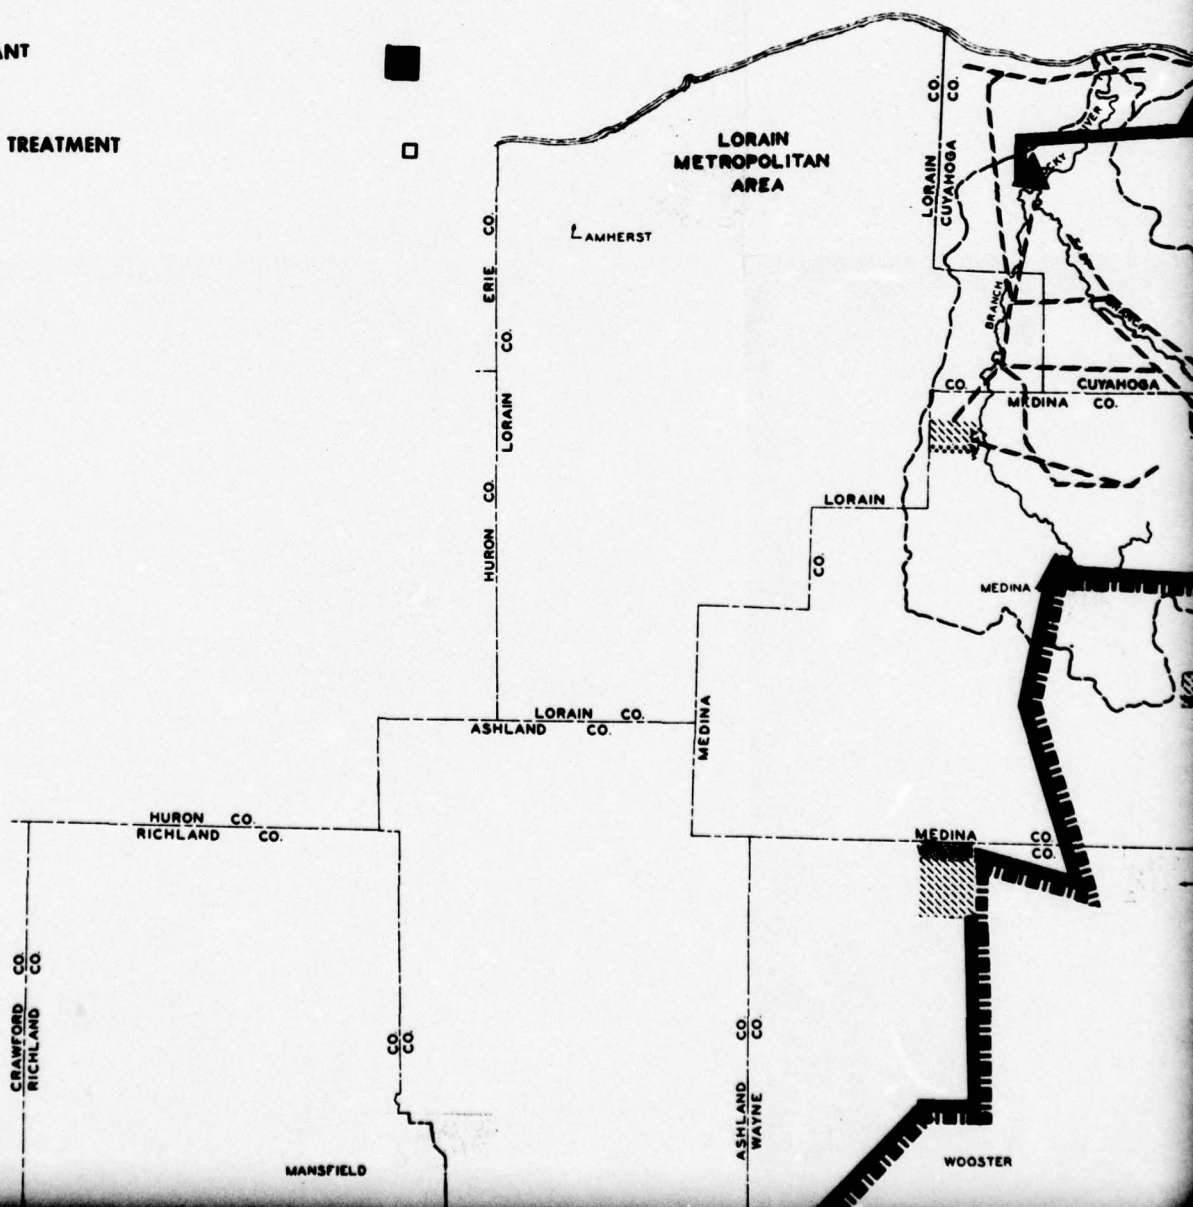 TREATMENT
LORAIN
METROPOLITAN
AREA
AMHERST
CO.
CO.
LORAIN
CUYAHOGA
ERIE CO.
LORAIN CO.
HURON CO.
BRANCH
CO. CUYAHOGA
MEDINA CO.
LORAIN
CO.
MEDINA
MEDINA
LORAIN CO.
ASHLAND CO.
HURON CO.
RICHLAND CO.
MEDINA CO.
CO.
CRAWFORD CO.
RICHLAND CO.
CO.
CO.
ASHLAND CO.
WAYNE CO.
MANSFIELD
WOOSTER